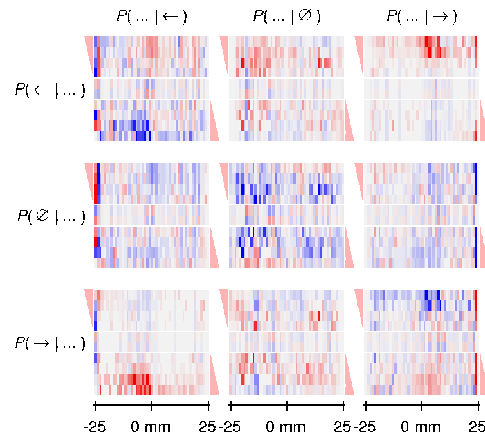 P( ... | ← ) P( ... | ∅ ) P( ... | → )
P( ← | ... )
P( ∅ | ... )
P( → | ... )
-25 0 mm 25 -25 0 mm 25 -25 0 mm 25